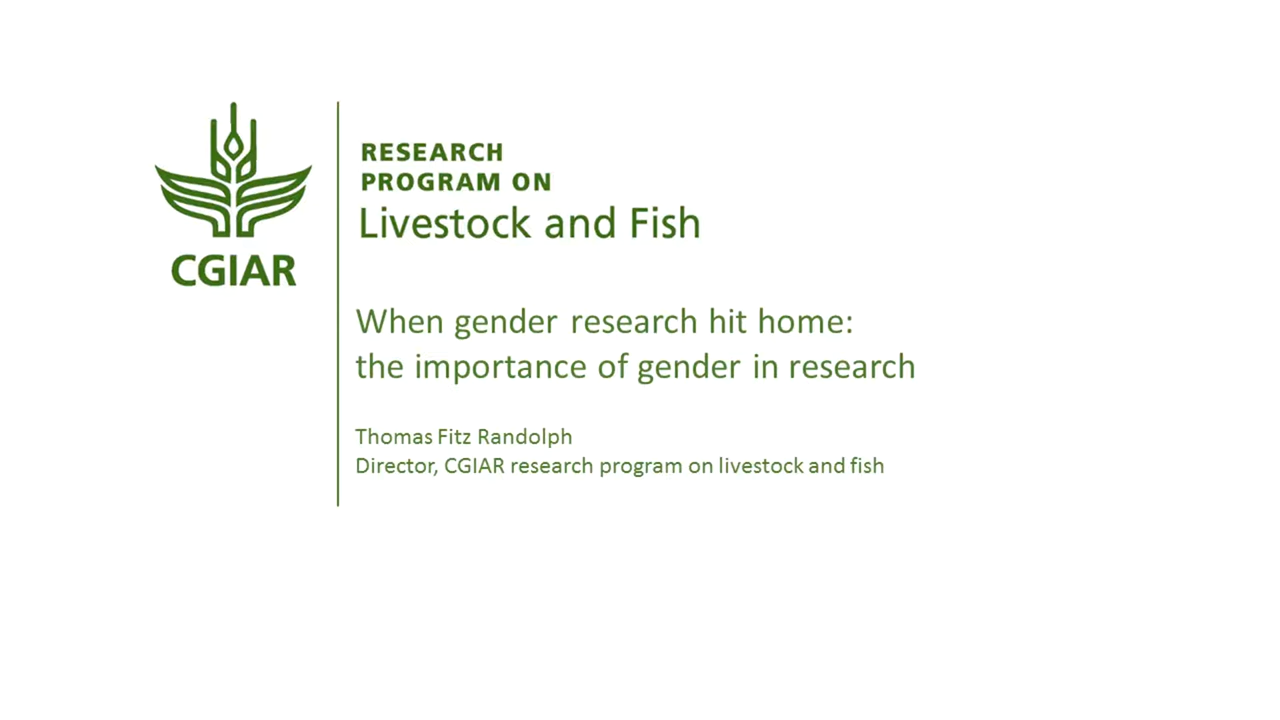 CGIAR
RESEARCH
PROGRAM ON
Livestock and Fish
When gender research hit home:
the importance of gender in research
Thomas Fitz Randolph
Director, CGIAR research program on livestock and fish